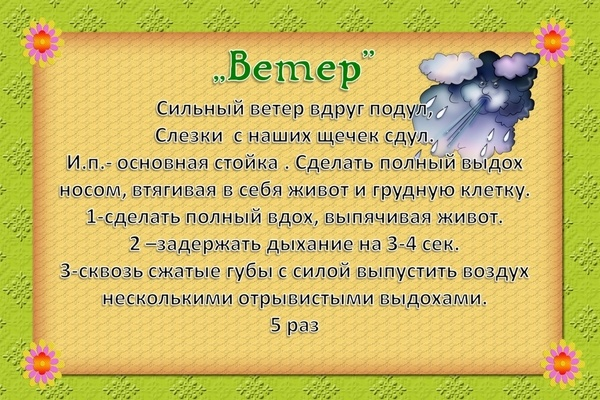 „Ветер”
Сильный ветер вдруг подул,
Слезки с наших щечек сдул.
И.п.- основная стойка . Сделать полный выдох
носом, втягивая в себя живот и грудную клетку.
1-сделать полный вдох, выпячивая живот.
2 –задержать дыхание на 3-4 сек.
3-сквозь сжатые губы с силой выпустить воздух
несколькими отрывистыми выдохами.
5 раз